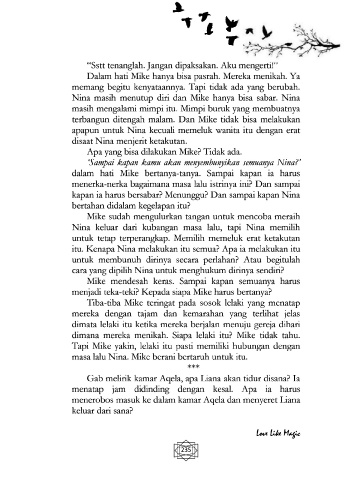 "Sstt tenanglah. Jangan dipaksakan. Aku mengerti!"
Dalam hati Mike hanya bisa pasrah. Mereka menikah. Ya
memang begitu kenyataannya. Tapi tidak ada yang berubah.
Nina masih menutup diri dan Mike hanya bisa sabar. Nina
masih mengalami mimpi itu. Mimpi buruk yang membuatnya
terbangun ditengah malam. Dan Mike tidak bisa melakukan
apapun untuk Nina kecuali memeluk wanita itu dengan erat
disaat Nina menjerit ketakutan.
Apa yang bisa dilakukan Mike? Tidak ada.
'Sampai kapan kamu akan menyembunyikan semuanya Nina?'
dalam hati Mike bertanya-tanya. Sampai kapan ia harus
menerka-nerka bagaimana masa lalu istrinya ini? Dan sampai
kapan ia harus bersabar? Menunggu? Dan sampai kapan Nina
bertahan didalam kegelapan itu?
Mike sudah mengulurkan tangan untuk mencoba meraih
Nina keluar dari kubangan masa lalu, tapi Nina memilih
untuk tetap terperangkap. Memilih memeluk erat ketakutan
itu. Kenapa Nina melakukan itu semua? Apa ia melakukan itu
untuk membunuh dirinya secara perlahan? Atau begitulah
cara yang dipilih Nina untuk menghukum dirinya sendiri?
Mike mendesah keras. Sampai kapan semuanya harus
menjadi teka-teki? Kepada siapa Mike harus bertanya?
Tiba-tiba Mike teringat pada sosok lelaki yang menatap
mereka dengan tajam dan kemarahan yang terlihat jelas
dimata lelaki itu ketika mereka berjalan menuju gereja dihari
dimana mereka menikah. Siapa lelaki itu? Mike tidak tahu.
Tapi Mike yakin, lelaki itu pasti memiliki hubungan dengan
masa lalu Nina. Mike berani bertaruh untuk itu.
***
Gab melirik kamar Aqela, apa Liana akan tidur disana? Ia
menatap jam didinding dengan kesal. Apa ia harus
menerobos masuk ke dalam kamar Aqela dan menyeret Liana
keluar dari sana?
Love Like Magic
235